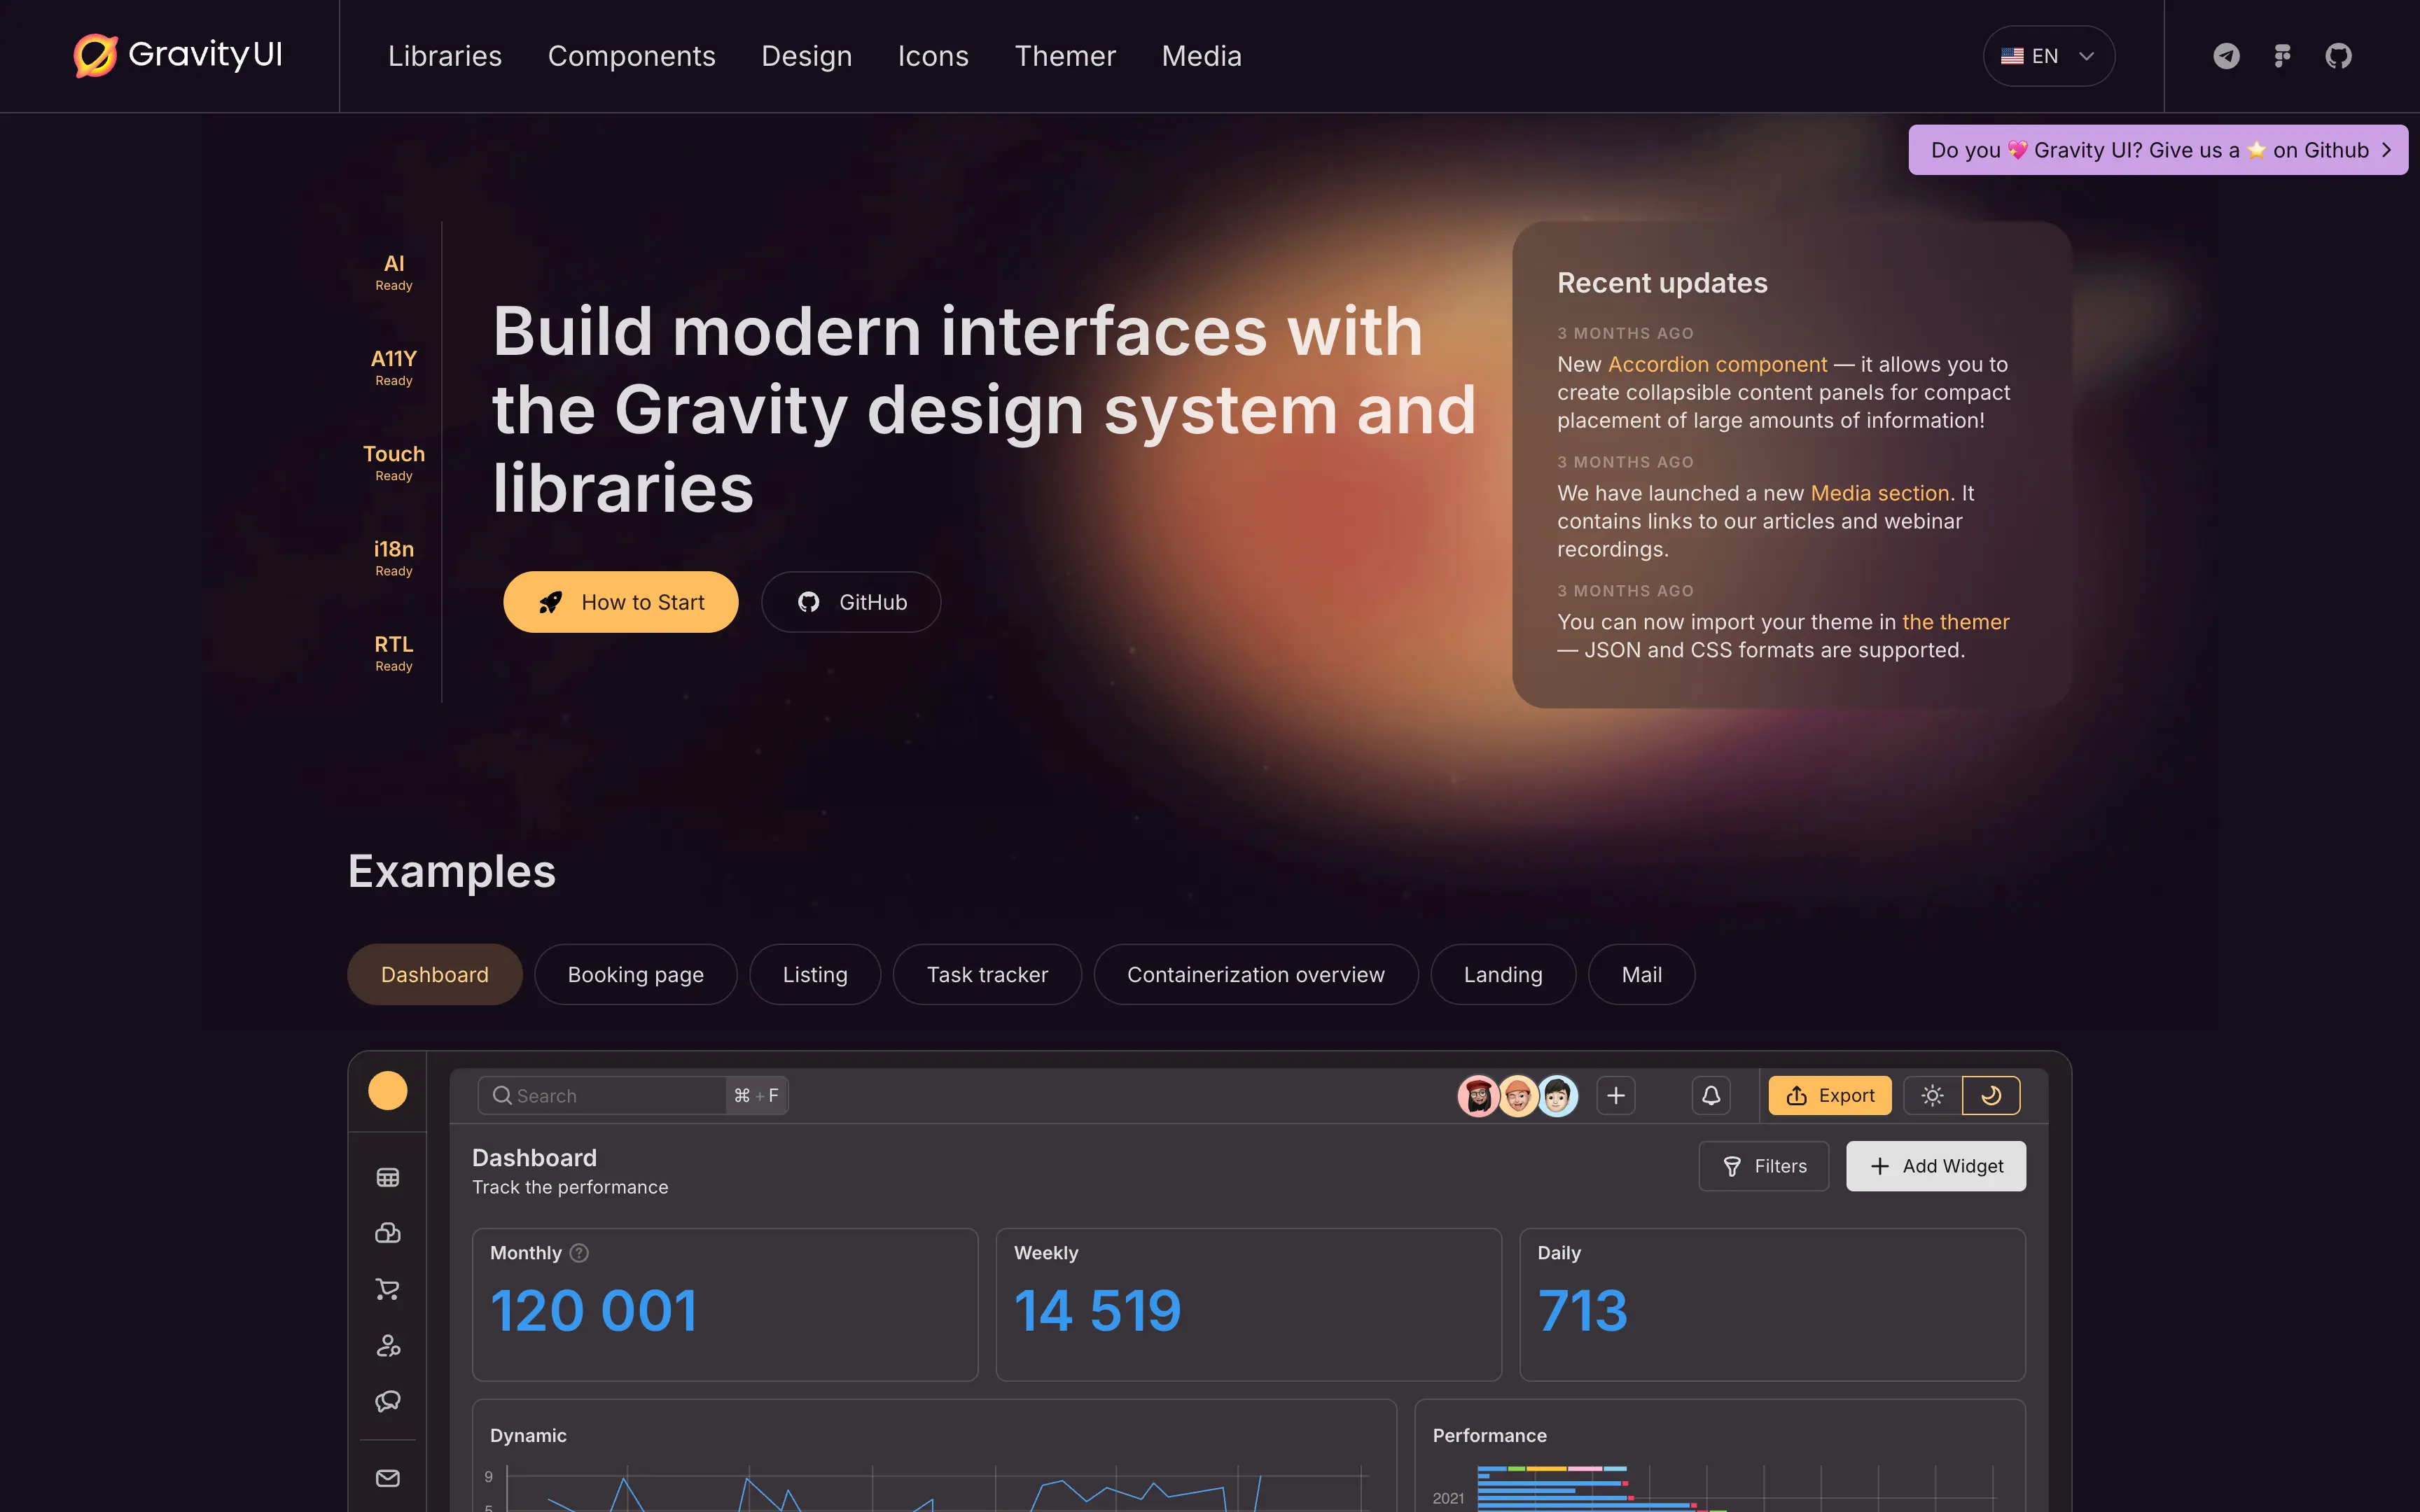 Gravity UI
Libraries
Components
Design
Icons
Themer
Media
EN
Do you 💖 Gravity UI? Give us a ⭐ on Github
AI
Ready
A11Y
Ready
Touch
Ready
i18n
Ready
RTL
Ready
Build modern interfaces with
the Gravity design system and
libraries
How to Start
GitHub
Recent updates
3 MONTHS AGO
New Accordion component — it allows you to
create collapsible content panels for compact
placement of large amounts of information!
3 MONTHS AGO
We have launched a new Media section. It
contains links to our articles and webinar
recordings.
3 MONTHS AGO
You can now import your theme in the themer
— JSON and CSS formats are supported.
Examples
Dashboard
Booking page
Listing
Task tracker
Containerization overview
Landing
Mail
Search
⌘ + F
Export
Dashboard
Track the performance
Filters
Add Widget
Monthly
120 001
Weekly
14 519
Daily
713
Dynamic
9
5
Performance
2021